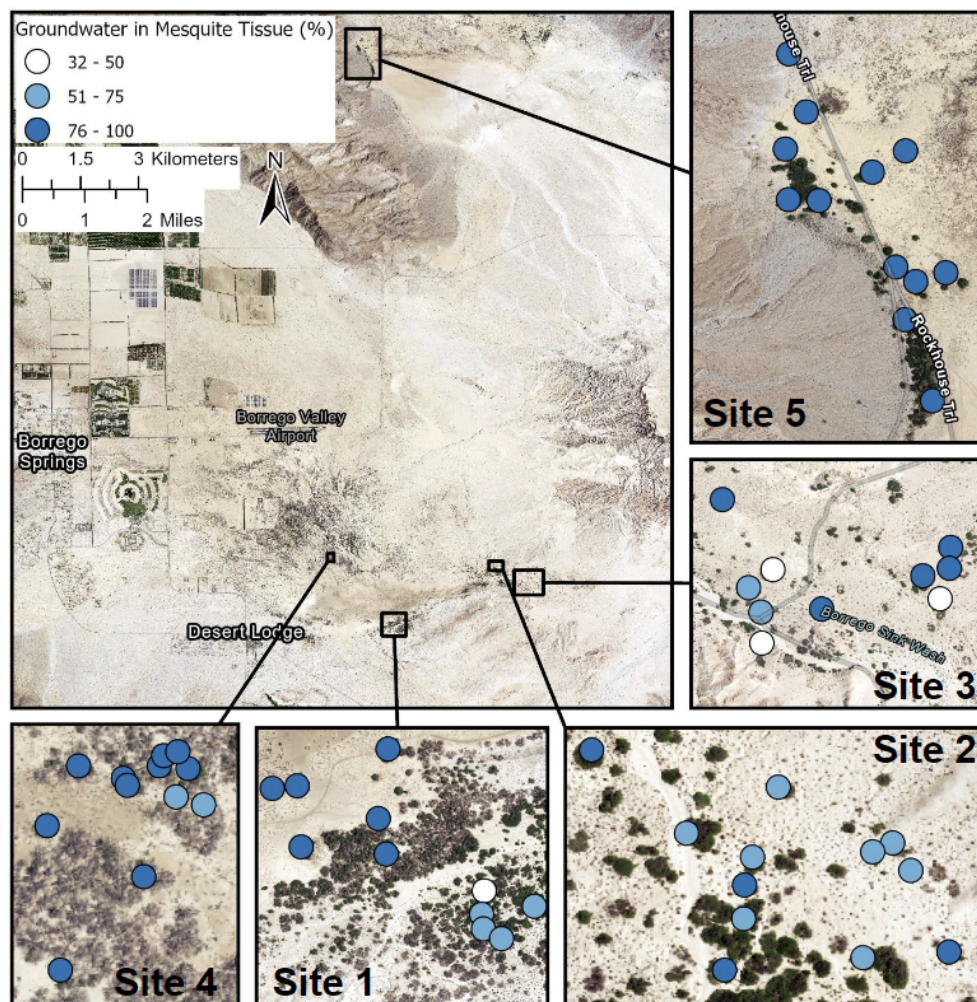 Groundwater in Mesquite Tissue (%)
32 - 50
51 - 75
76 - 100
0 1.5 3 Kilometers
N
0 1 2 Miles
Borrego Valley
Airport
Borrego
Springs
Desert Lodge
khouse Trl
Rockhouse Trl
Site 5
Borrego Sink Wash
Site 3
Site 4
Site 1
Site 2